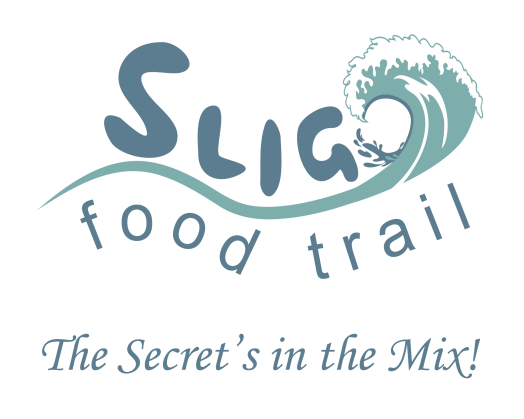 SLIGO
food trail
The Secret's in the Mix!